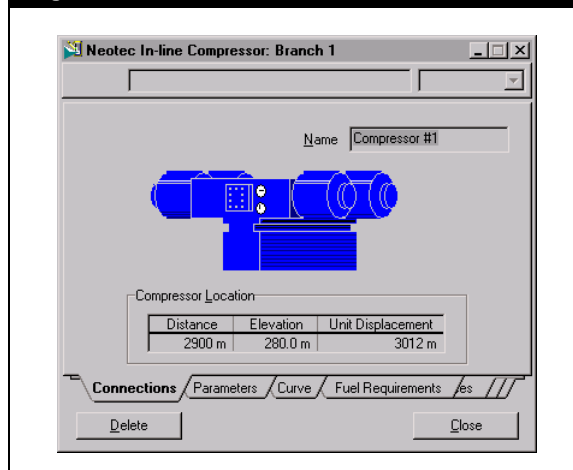 Neotec In-line Compressor: Branch 1
Name Compressor #1
Compressor Location
Distance Elevation Unit Displacement
2900 m 280.0 m 3012 m
Connections Parameters Curve Fuel Requirements es
Delete Close